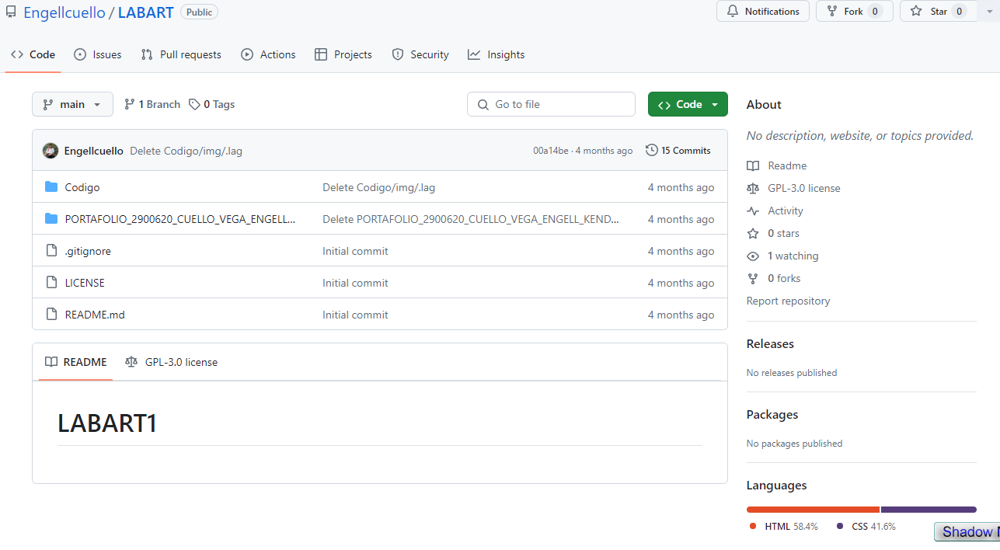 Engellcuello / LABART Public
Notifications Fork 0 Star 0
Code Issues Pull requests Actions Projects Security Insights
main 1 Branch 0 Tags Go to file Code
Engellcuello Delete Codigo/img/.lag 00a14be · 4 months ago 15 Commits
Codigo Delete Codigo/img/.lag 4 months ago
PORTAFOLIO_2900620_CUELLO_VEGA_ENGELL... Delete PORTAFOLIO_2900620_CUELLO_VEGA_ENGELL_KEND... 4 months ago
.gitignore Initial commit 4 months ago
LICENSE Initial commit 4 months ago
README.md Initial commit 4 months ago
README GPL-3.0 license
LABART1
About
No description, website, or topics provided.
Readme
GPL-3.0 license
Activity
0 stars
1 watching
0 forks
Report repository
Releases
No releases published
Packages
No packages published
Languages
HTML 58.4% CSS 41.6%
Shadow